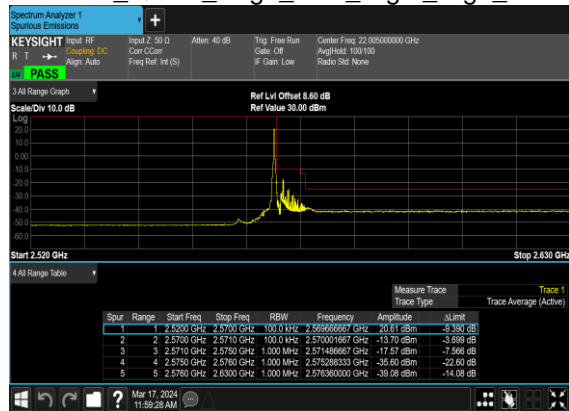 Spectrum Analyzer 1
Spurious Emissions
+
KEYSIGHT Input: RF Input Z: 50 Ω Atten: 40 dB Trig: Free Run Center Freq: 22.005000000 GHz
R T Coupling: DC Corr CCorr Gate: Off Avg|Hold: 100/100
Align: Auto Freq Ref: Int (S) IF Gain: Low Radio Std: None
PASS
3 All Range Graph
Ref Lvl Offset 8.60 dB
Scale/Div 10.0 dB Ref Value 30.00 dBm
Log
20.0
10.0
0.00
-10.0
-20.0
-30.0
-40.0
-50.0
-60.0
Start 2.520 GHz Stop 2.630 GHz
4 All Range Table
Measure Trace Trace 1
Trace Type Trace Average (Active)
Spur Range Start Freq Stop Freq RBW Frequency Amplitude ΔLimit
1 1 2.5200 GHz 2.5700 GHz 100.0 kHz 2.569666667 GHz 20.61 dBm -9.390 dB
2 2 2.5700 GHz 2.5710 GHz 100.0 kHz 2.570001667 GHz -13.70 dBm -3.699 dB
3 3 2.5710 GHz 2.5750 GHz 1.000 MHz 2.571486667 GHz -17.57 dBm -7.566 dB
4 4 2.5750 GHz 2.5760 GHz 1.000 MHz 2.575288333 GHz -35.60 dBm -22.60 dB
5 5 2.5760 GHz 2.6300 GHz 1.000 MHz 2.576360000 GHz -39.08 dBm -14.08 dB
? Mar 17, 2024
11:59:28 AM